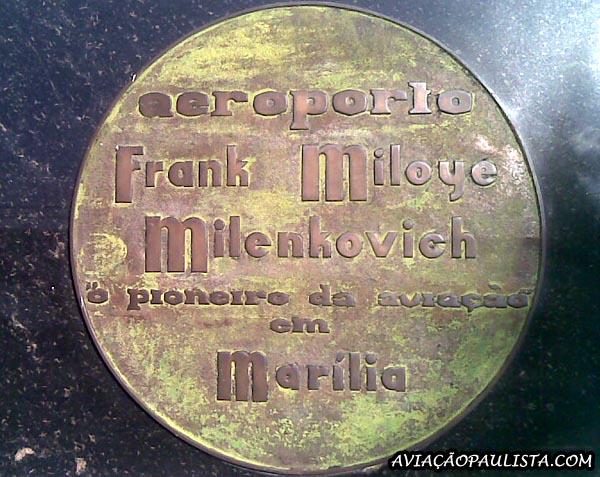 aeroporto
Frank Miloye
Milenkovich
"o pioneiro da aviação"
em
Marília
AVIAÇÃOPAULISTA.COM